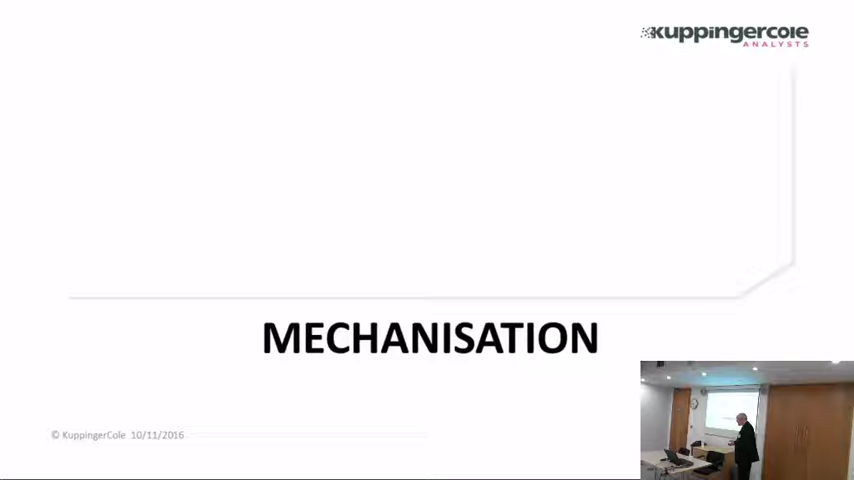 kuppingercole
ANALYSTS
MECHANISATION
© KuppingerCole 10/11/2016